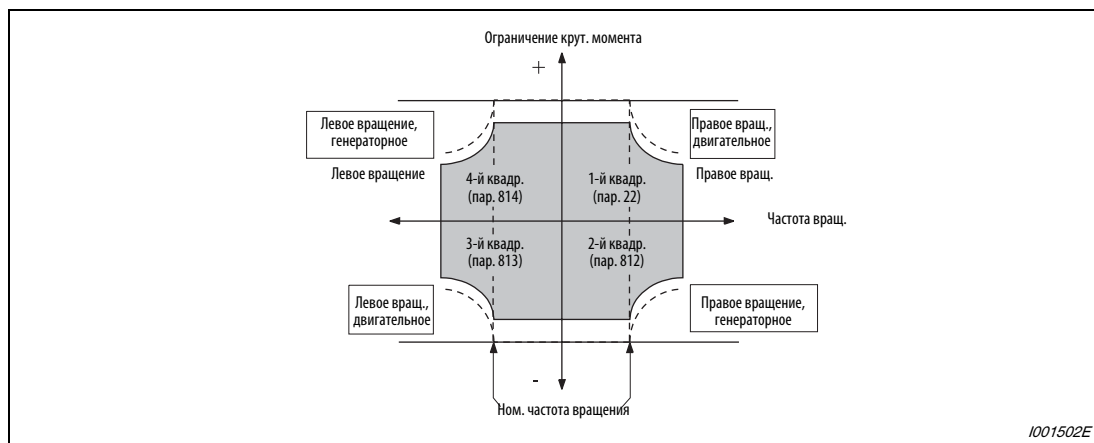 Ограничение крут. момента
+
Левое вращение,
генераторное
Правое вращ.,
двигательное
Левое вращение
4-й квадр.
(пар. 814)
1-й квадр.
(пар. 22)
Правое вращ.
Частота вращ.
3-й квадр.
(пар. 813)
2-й квадр.
(пар. 812)
Левое вращ.,
двигательное
Правое вращение,
генераторное
-
Ном. частота вращения
I001502E